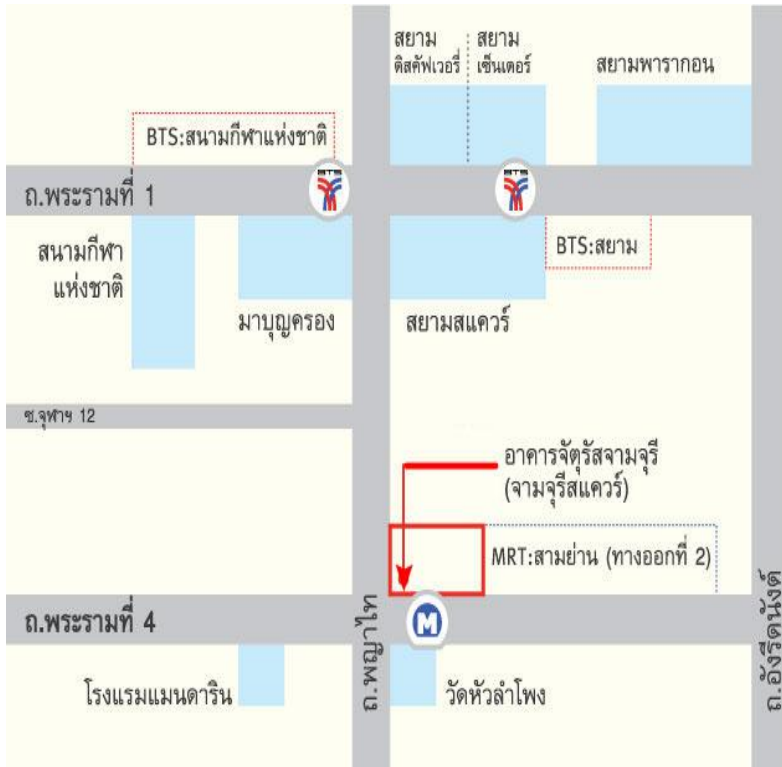 สยาม
ดิสคัฟเวอรี่
สยาม
เซ็นเตอร์
สยามพารากอน
BTS:สนามกีฬาแห่งชาติ
BTS
BTS
ถ.พระรามที่ 1
สนามกีฬา
แห่งชาติ
มาบุญครอง
สยามสแควร์
BTS:สยาม
ซ.จุฬาฯ 12
อาคารจัตุรัสจามจุรี
(จามจุรีสแควร์)
MRT:สามย่าน (ทางออกที่ 2)
ถ.พระรามที่ 4
M
ถ.พญาไท
ถ.อังรีดูนังต์
โรงแรมแมนดาริน
วัดหัวลำโพง